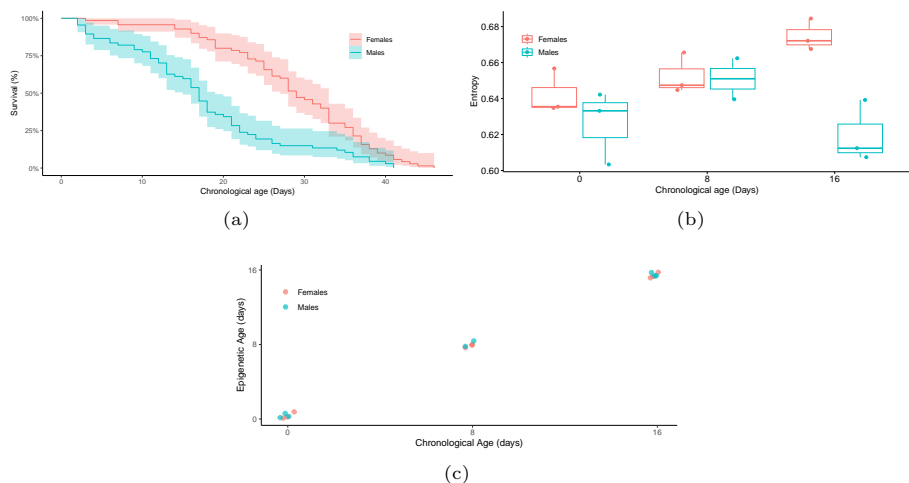 100%
75%
50%
25%
0%
Survival (%)
0 10 20 30 40
Chronological age (Days)
Females
Males
(a)
0.68
0.66
0.64
0.62
0.60
Entropy
0 8 16
Chronological age (Days)
Females
Males
(b)
16
8
0
Epigenetic Age (days)
0 8 16
Chronological Age (days)
Females
Males
(c)